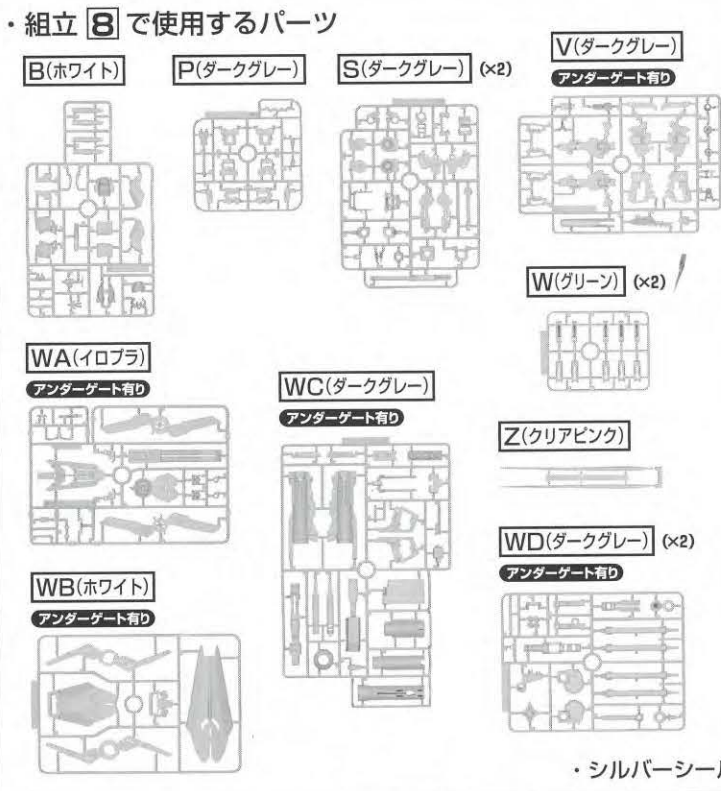 ・組立 8 で使用するパーツ
B(ホワイト)
P(ダークグレー)
S(ダークグレー) (×2)
V(ダークグレー)
アンダーゲート有り
W(グリーン) (×2)
WA(イロプラ)
アンダーゲート有り
WC(ダークグレー)
アンダーゲート有り
Z(クリアピンク)
WD(ダークグレー) (×2)
アンダーゲート有り
WB(ホワイト)
アンダーゲート有り
・シルバーシー